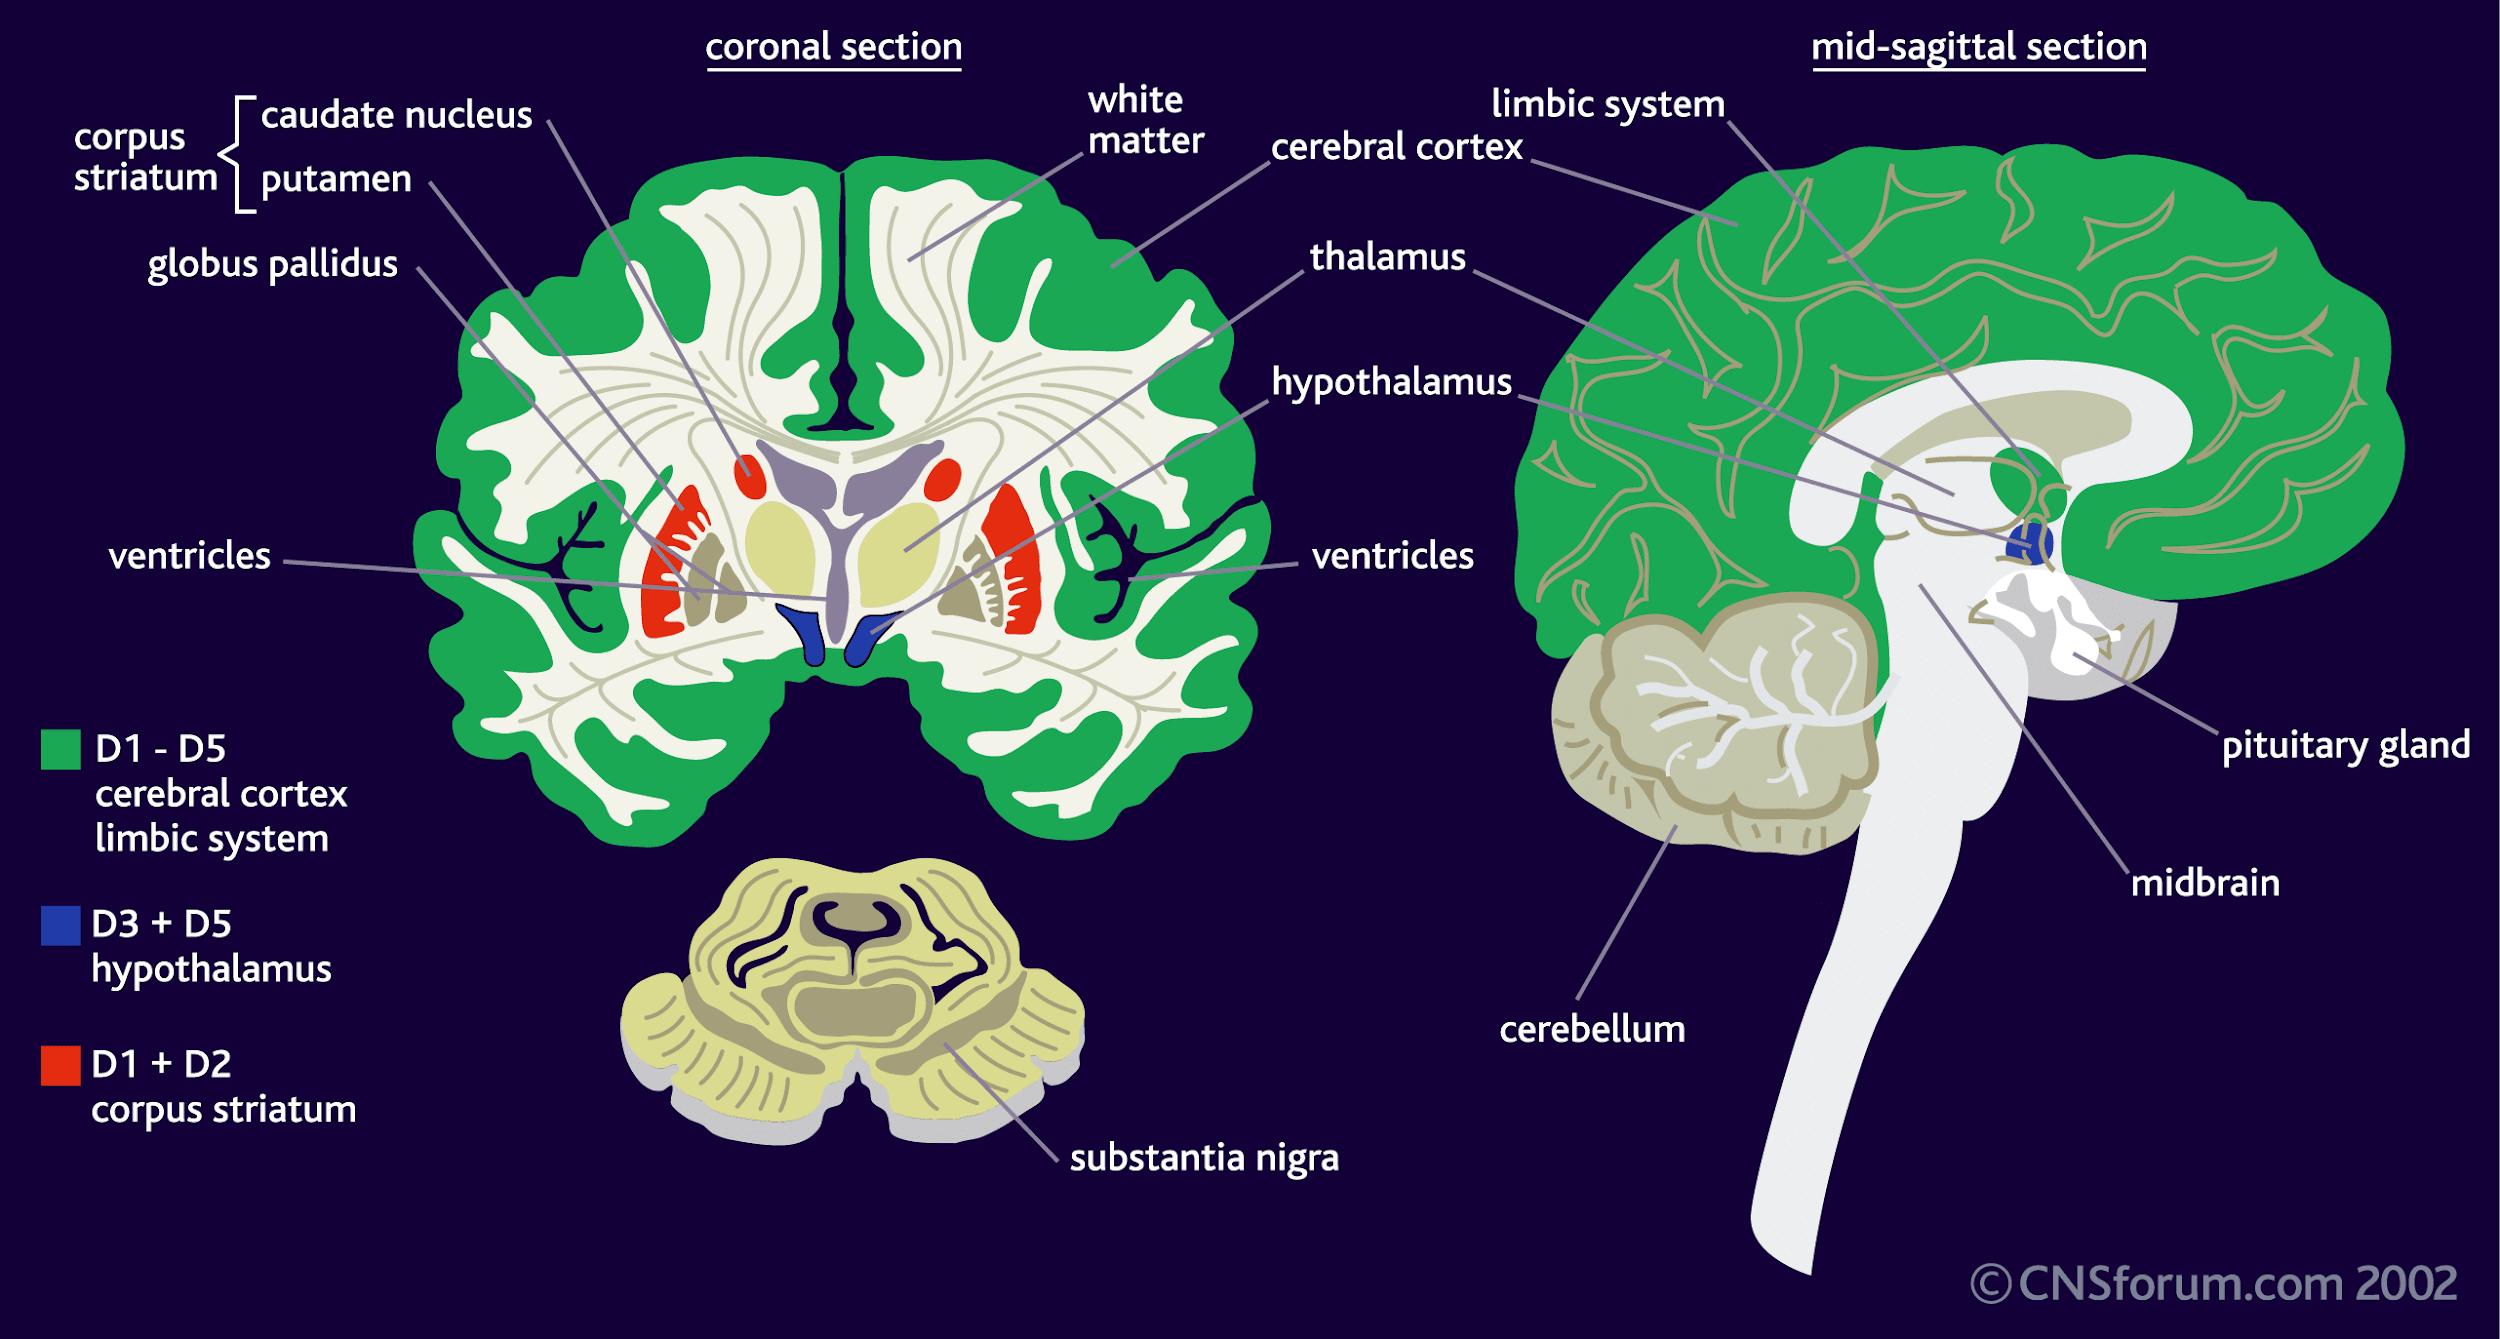 coronal section
mid-sagittal section
corpus
striatum
caudate nucleus
putamen
globus pallidus
white
matter
cerebral cortex
limbic system
thalamus
hypothalamus
ventricles
ventricles
pituitary gland
midbrain
cerebellum
substantia nigra
D1 - D5
cerebral cortex
limbic system
D3 + D5
hypothalamus
D1 + D2
corpus striatum
© CNSforum.com 2002